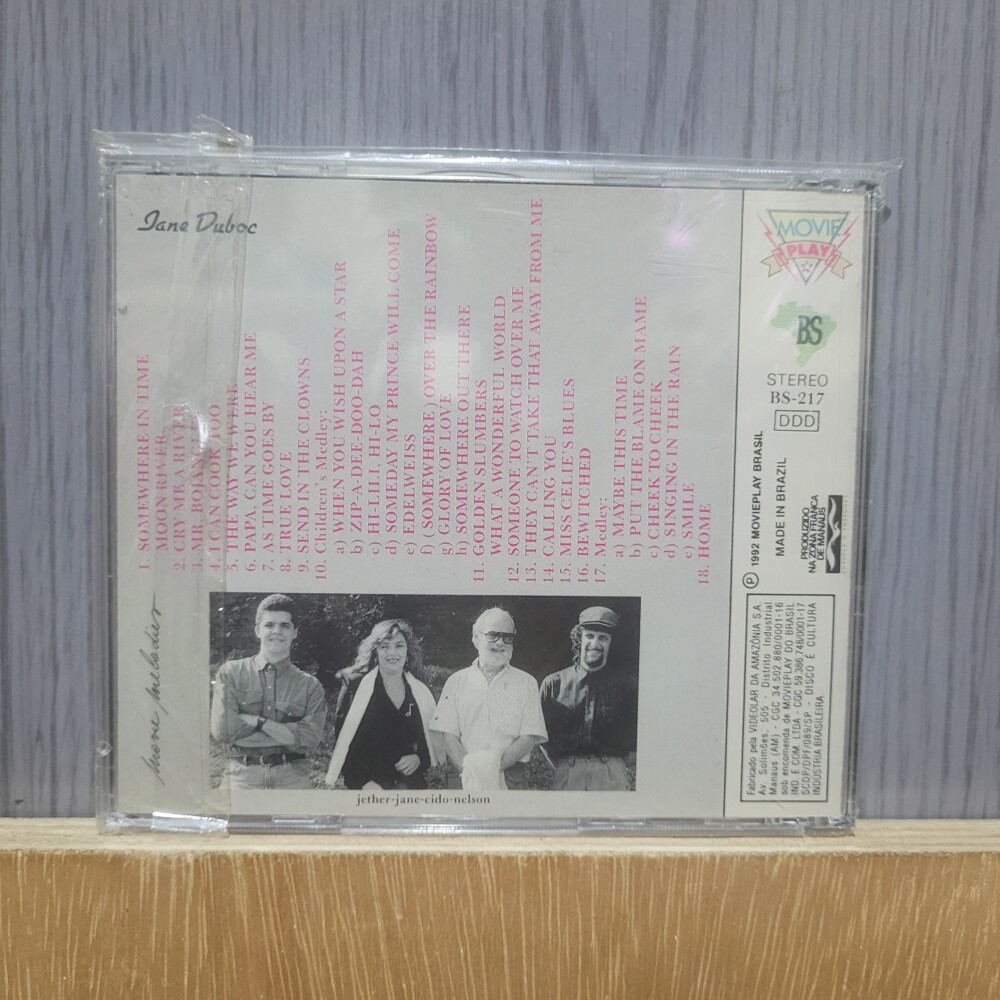 Jane Duboc
movie melodies
1. SOMEWHERE IN TIME
MOON RIVER
2. CRY ME A RIVER
3. MR. BOJANGLES
4. I CAN COOK TOO
5. THE WAY WE WERE
6. PAPA, CAN YOU HEAR ME
7. AS TIME GOES BY
8. TRUE LOVE
9. SEND IN THE CLOWNS
10. Children's Medley:
a) WHEN YOU WISH UPON A STAR
b) ZIP-A-DEE-DOO-DAH
c) HI-LILI, HI-LO
d) SOMEDAY MY PRINCE WILL COME
e) EDELWEISS
f) (SOMEWHERE) OVER THE RAINBOW
g) GLORY OF LOVE
h) SOMEWHERE OUT THERE
11. GOLDEN SLUMBERS
WHAT A WONDERFUL WORLD
12. SOMEONE TO WATCH OVER ME
13. THEY CAN'T TAKE THAT AWAY FROM ME
14. CALLING YOU
15. MISS CELLIE'S BLUES
16. BEWITCHED
17. Medley:
a) MAYBE THIS TIME
b) PUT THE BLAME ON MAME
c) CHEEK TO CHEEK
d) SINGING IN THE RAIN
e) SMILE
18. HOME
jether-jane-cido-nelson
MOVIE
PLAY
BS
STEREO
BS-217
DDD
Ⓟ 1992 MOVIEPLAY BRASIL
MADE IN BRAZIL
PRODUZIDO
NA ZONA FRANCA
DE MANAUS
Fabricado pela VIDEOLAR DA AMAZÔNIA S.A.
Av. Solimões, 505 - Distrito Industrial
Manaus (AM) - CGC 34.502.880/0001-16
sob encomenda de MOVIEPLAY DO BRASIL
IND. E COM. LTDA - CGC 59.386.748/0001-17
SCDP/DPF/089/SP - DISCO É CULTURA
INDÚSTRIA BRASILEIRA